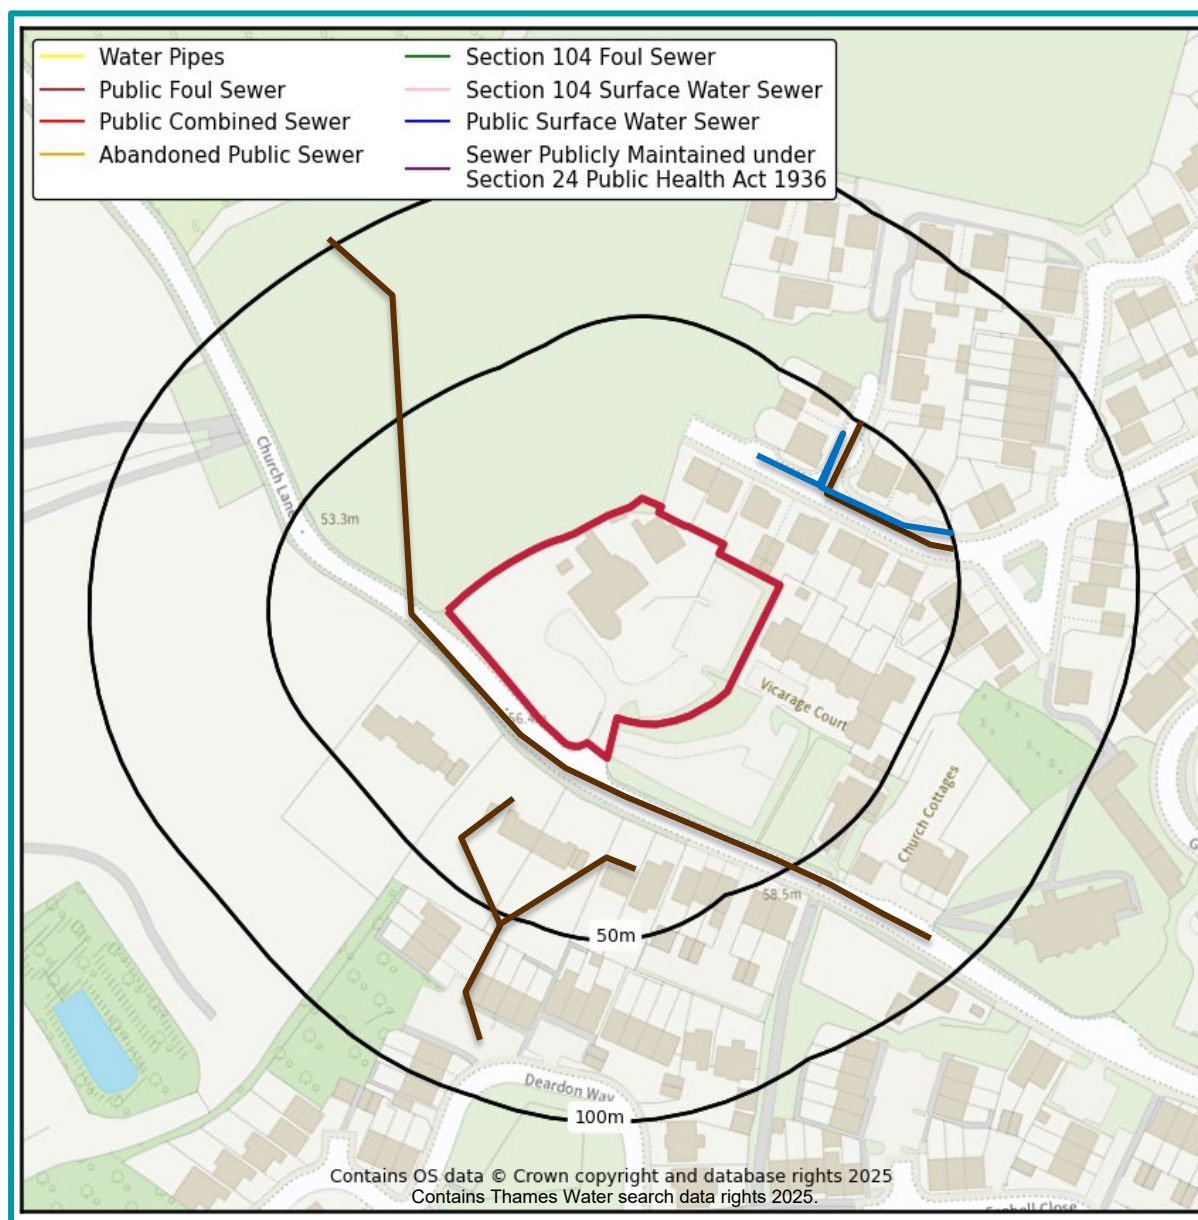 Water Pipes
Public Foul Sewer
Public Combined Sewer
Abandoned Public Sewer
Section 104 Foul Sewer
Section 104 Surface Water Sewer
Public Surface Water Sewer
Sewer Publicly Maintained under
Section 24 Public Health Act 1936
Church Lane
53.3m
Vicarage Court
Church Cottages
58.5m
50m
Deardon Way
100m
Contains OS data © Crown copyright and database rights 2025
Contains Thames Water search data rights 2025.